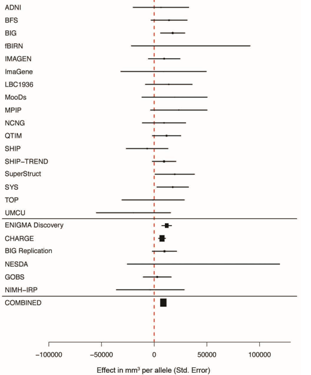 ADNI
BFS
BIG
fBIRN
IMAGEN
ImaGene
LBC1936
MooDs
MPIP
NCNG
QTIM
SHIP
SHIP−TREND
SuperStruct
SYS
TOP
UMCU
ENIGMA Discovery
CHARGE
BIG Replication
NESDA
GOBS
NIMH−IRP
COMBINED
−100000 −50000 0 50000 100000
Effect in mm³ per allele (Std. Error)